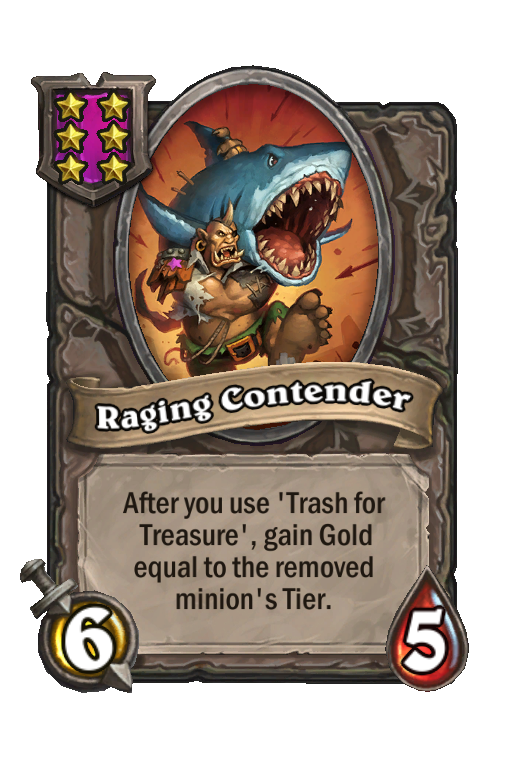 Raging Contender
After you use 'Trash for
Treasure', gain Gold
equal to the removed
minion's Tier.
6
5